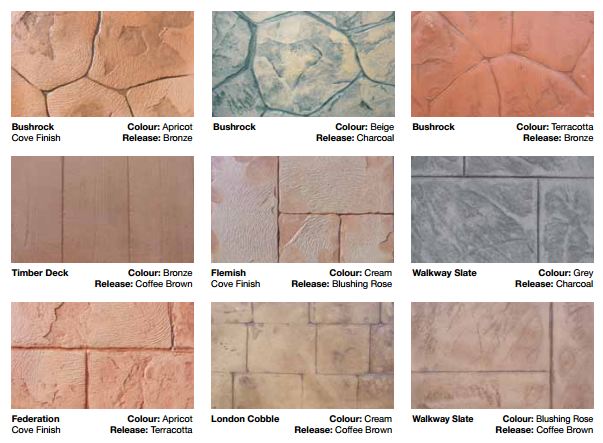 Bushrock Colour: Apricot
Cove Finish Release: Bronze
Bushrock Colour: Beige
Release: Charcoal
Bushrock Colour: Terracotta
Release: Bronze
Timber Deck Colour: Bronze
Release: Coffee Brown
Flemish Colour: Cream
Cove Finish Release: Blushing Rose
Walkway Slate Colour: Grey
Release: Charcoal
Federation Colour: Apricot
Cove Finish Release: Terracotta
London Cobble Colour: Cream
Release: Coffee Brown
Walkway Slate Colour: Blushing Rose
Release: Coffee Brown